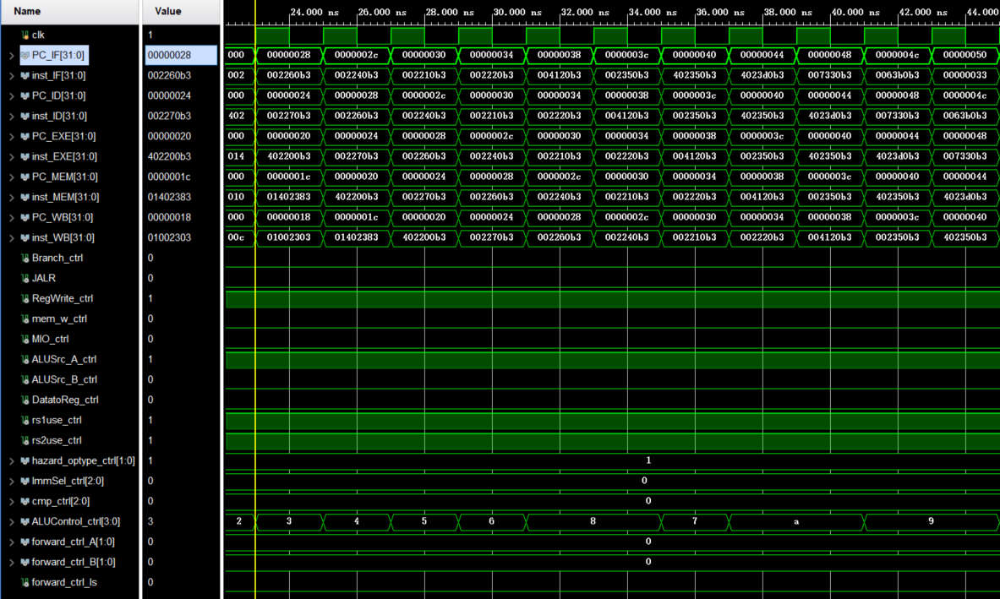 Name Value 24.000 ns 26.000 ns 28.000 ns 30.000 ns 32.000 ns 34.000 ns 36.000 ns 38.000 ns 40.000 ns 42.000 ns 44.000
clk 1
PC_IF[31:0] 00000028 000 00000028 0000002c 00000030 00000034 00000038 0000003c 00000040 00000044 00000048 0000004c 00000050
inst_IF[31:0] 002260b3 002 002260b3 002240b3 002210b3 002220b3 004120b3 002350b3 402350b3 4023d0b3 007330b3 0063b0b3 00000033
PC_ID[31:0] 00000024 000 00000024 00000028 0000002c 00000030 00000034 00000038 0000003c 00000040 00000044 00000048 0000004c
inst_ID[31:0] 002270b3 402 002270b3 002260b3 002240b3 002210b3 002220b3 004120b3 002350b3 402350b3 4023d0b3 007330b3 0063b0b3
PC_EXE[31:0] 00000020 000 00000020 00000024 00000028 0000002c 00000030 00000034 00000038 0000003c 00000040 00000044 00000048
inst_EXE[31:0] 402200b3 014 402200b3 002270b3 002260b3 002240b3 002210b3 002220b3 004120b3 002350b3 402350b3 4023d0b3 007330b3
PC_MEM[31:0] 0000001c 000 0000001c 00000020 00000024 00000028 0000002c 00000030 00000034 00000038 0000003c 00000040 00000044
inst_MEM[31:0] 01402383 010 01402383 402200b3 002270b3 002260b3 002240b3 002210b3 002220b3 004120b3 002350b3 402350b3 4023d0b3
PC_WB[31:0] 00000018 000 00000018 0000001c 00000020 00000024 00000028 0000002c 00000030 00000034 00000038 0000003c 00000040
inst_WB[31:0] 01002303 00c 01002303 01402383 402200b3 002270b3 002260b3 002240b3 002210b3 002220b3 004120b3 002350b3 402350b3
Branch_ctrl 0
JALR 0
RegWrite_ctrl 1
mem_w_ctrl 0
MIO_ctrl 0
ALUSrc_A_ctrl 1
ALUSrc_B_ctrl 0
DatatoReg_ctrl 0
rs1use_ctrl 1
rs2use_ctrl 1
hazard_optype_ctrl[1:0] 1 1
ImmSel_ctrl[2:0] 0 0
cmp_ctrl[2:0] 0 0
ALUControl_ctrl[3:0] 3 2 3 4 5 6 8 7 a 9
forward_ctrl_A[1:0] 0 0
forward_ctrl_B[1:0] 0 0
forward_ctrl_ls 0